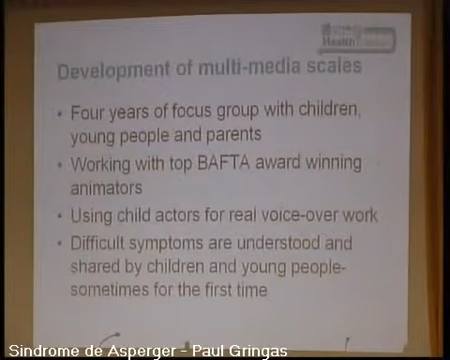 Health
Development of multi-media scales
• Four years of focus group with children,
young people and parents
• Working with top BAFTA award winning
animators
• Using child actors for real voice-over work
• Difficult symptoms are understood and
shared by children and young people-
sometimes for the first time
Sindrome de Asperger - Paul Gringas